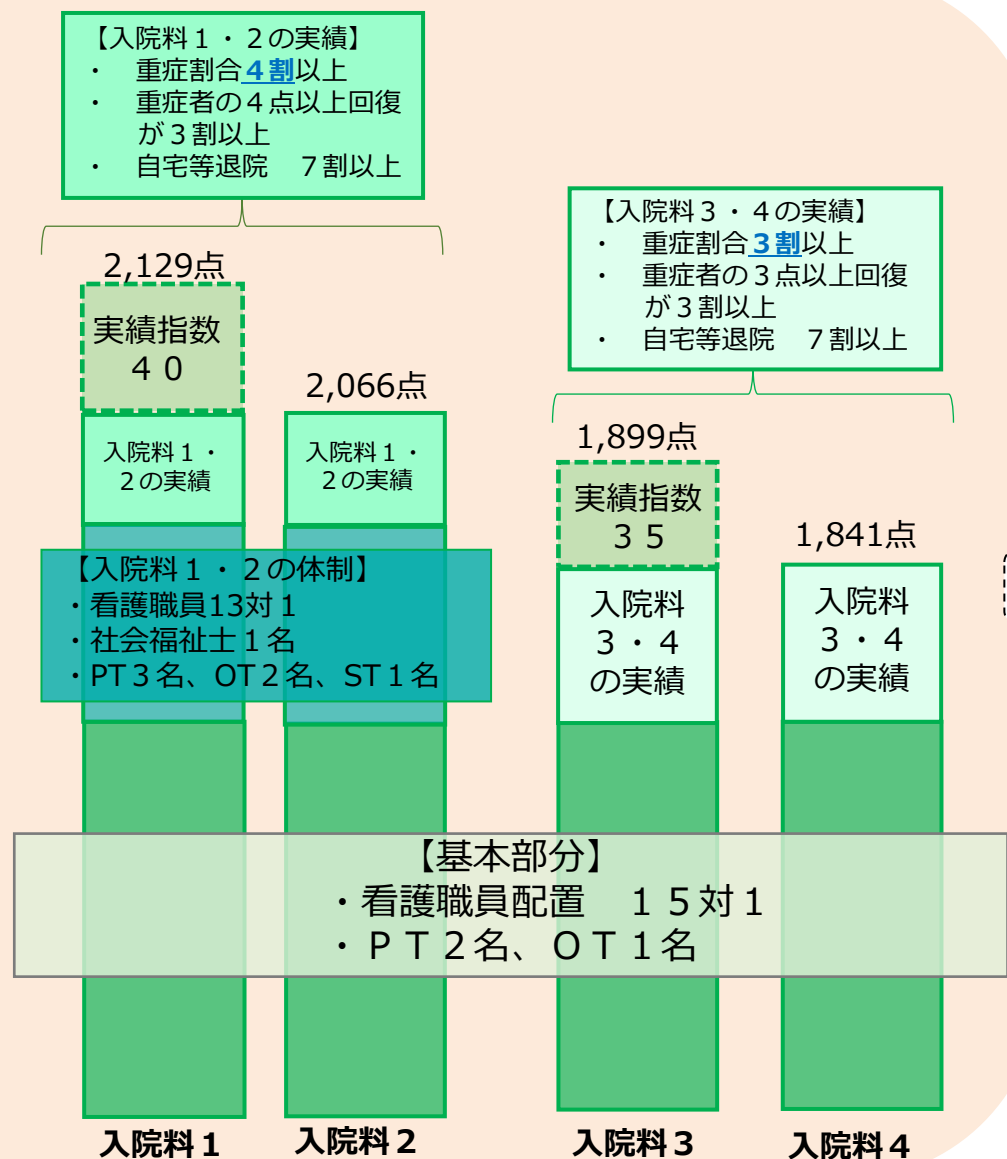 【入院料１・２の実績】
・ 重症割合４割以上
・ 重症者の４点以上回復
が３割以上
・ 自宅等退院 ７割以上
【入院料３・４の実績】
・ 重症割合３割以上
・ 重症者の３点以上回復
が３割以上
・ 自宅等退院 ７割以上
2,129点
実績指数
４０
入院料１・
２の実績
2,066点
入院料１・
２の実績
1,899点
実績指数
３５
入院料
３・４
の実績
1,841点
入院料
３・４
の実績
【入院料１・２の体制】
・看護職員13対１
・社会福祉士１名
・PT３名、OT２名、ST１名
【基本部分】
・看護職員配置 １５対１
・ＰＴ２名、ＯＴ１名
入院料１
入院料２
入院料３
入院料４